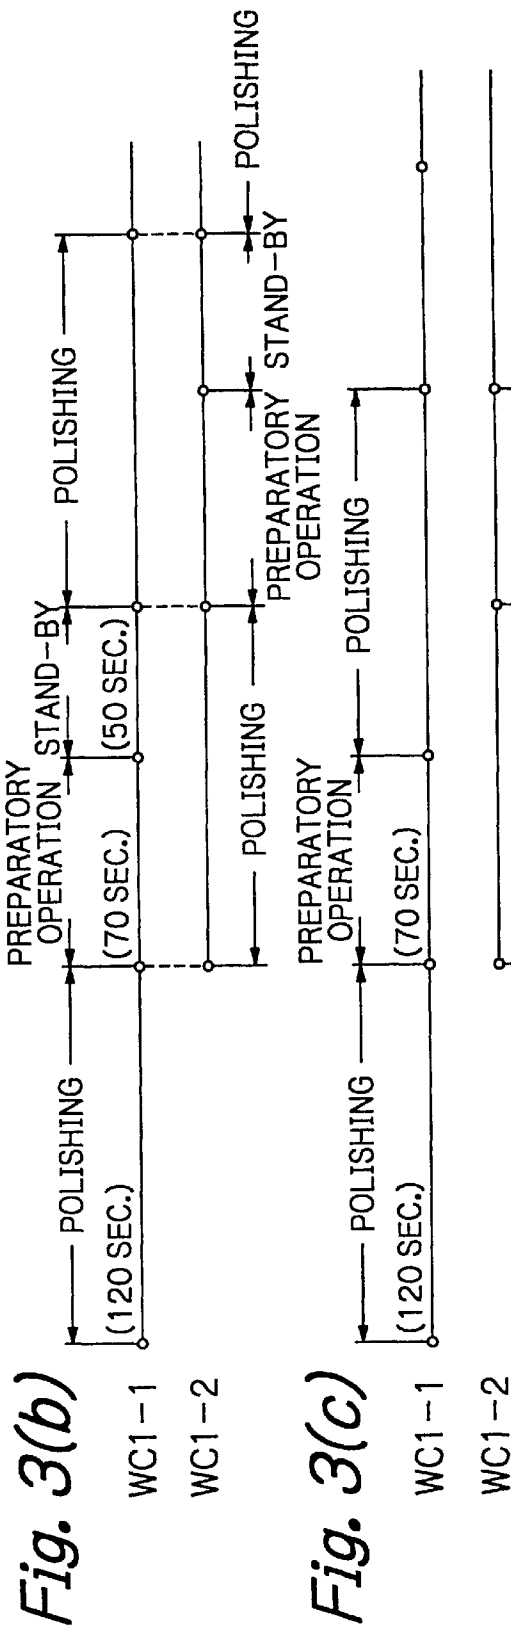 Fig. 3(b)
PREPARATORY
OPERATION
STAND-BY
POLISHING
POLISHING
(120 SEC.)
(70 SEC.)
(50 SEC.)
WC1-1
WC1-2
POLISHING
PREPARATORY
OPERATION
STAND-BY
POLISHING
Fig. 3(c)
PREPARATORY
OPERATION
POLISHING
POLISHING
(120 SEC.)
(70 SEC.)
WC1-1
WC1-2